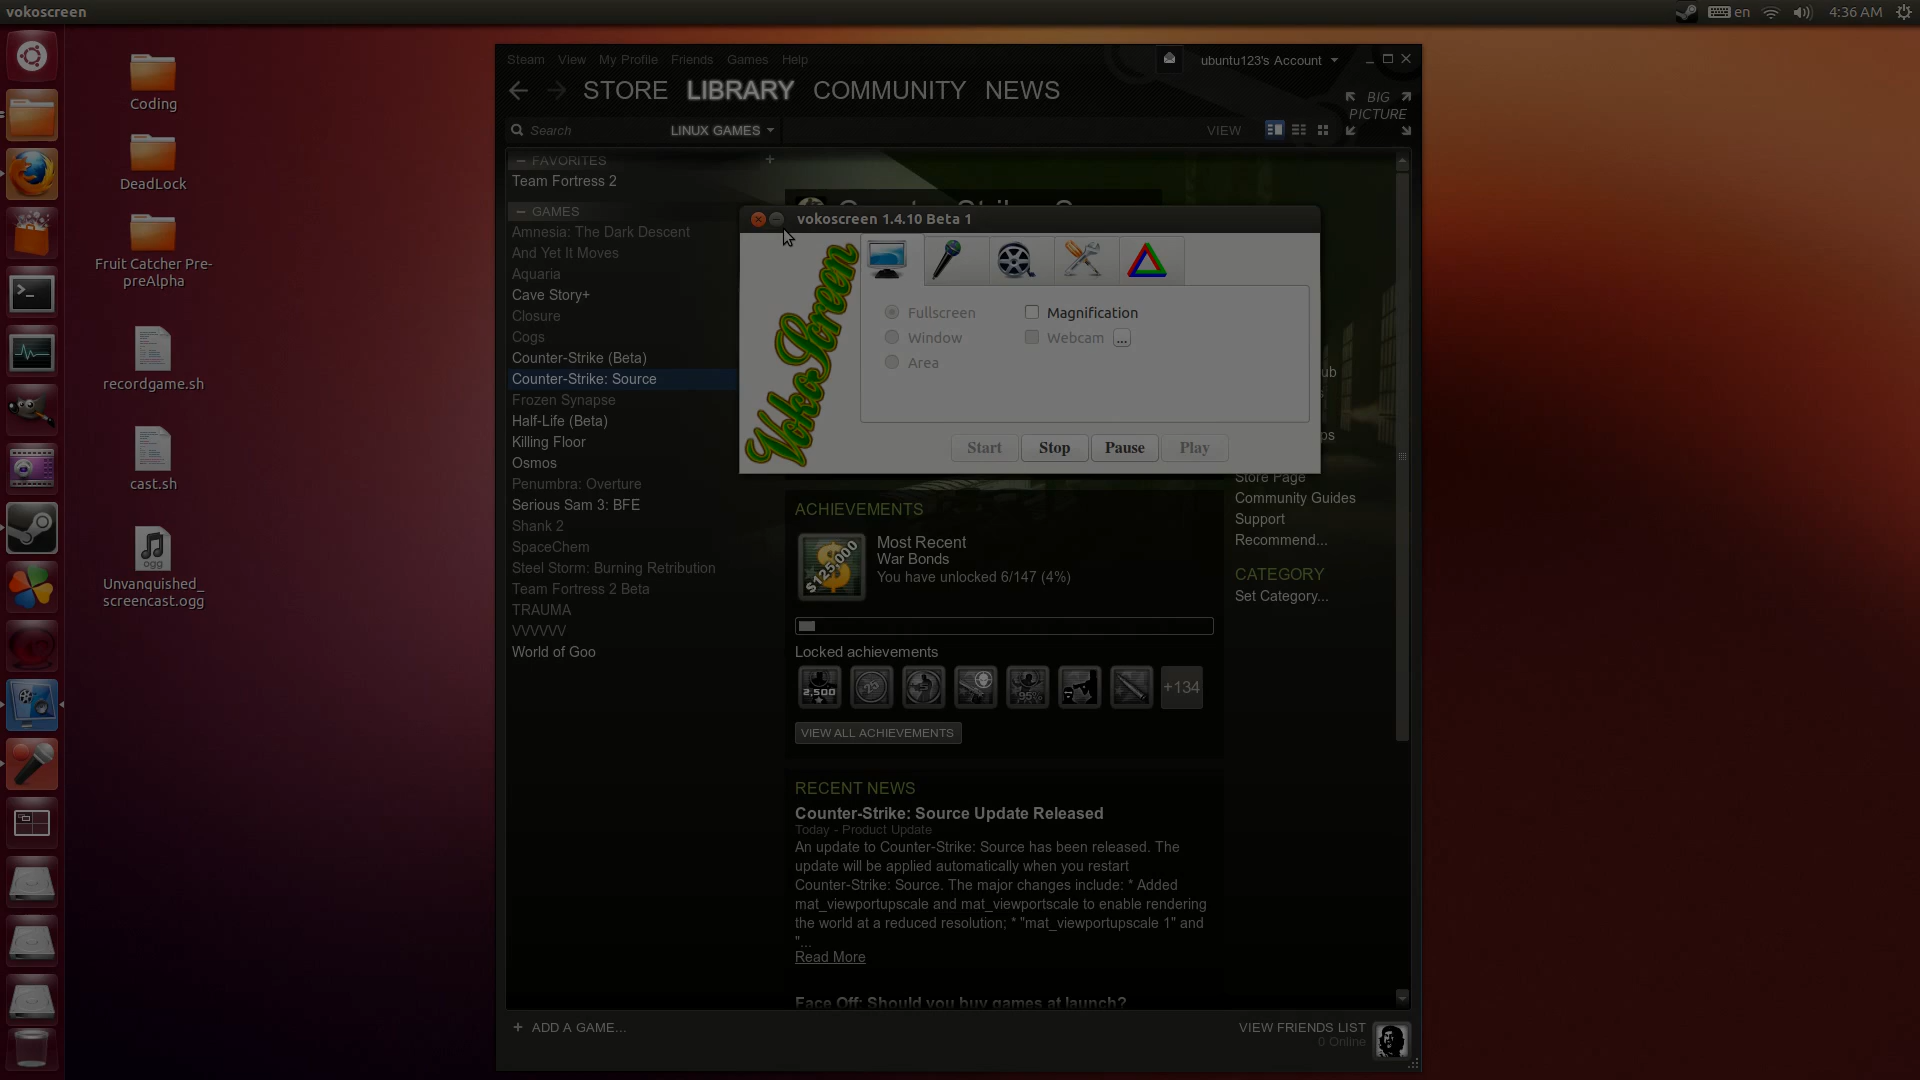 vokoscreen
en
4:36 AM
Coding
DeadLock
Fruit Catcher Pre-
preAlpha
recordgame.sh
cast.sh
ogg
Unvanquished_
screencast.ogg
Steam View My Profile Friends Games Help
ubuntu123's Account
STORE LIBRARY COMMUNITY NEWS
BIG
PICTURE
Search
LINUX GAMES
VIEW
− FAVORITES +
Team Fortress 2
− GAMES
Amnesia: The Dark Descent
And Yet It Moves
Aquaria
Cave Story+
Closure
Cogs
Counter-Strike (Beta)
Counter-Strike: Source
Frozen Synapse
Half-Life (Beta)
Killing Floor
Osmos
Penumbra: Overture
Serious Sam 3: BFE
Shank 2
SpaceChem
Steel Storm: Burning Retribution
Team Fortress 2 Beta
TRAUMA
VVVVVV
World of Goo
vokoscreen 1.4.10 Beta 1
VokoScreen
Fullscreen
Window
Area
Magnification
Webcam ...
Start Stop Pause Play
Store Page
Community Guides
Support
Recommend...
CATEGORY
Set Category...
ACHIEVEMENTS
$125,000
Most Recent
War Bonds
You have unlocked 6/147 (4%)
Locked achievements
2,500
25
95%
+134
VIEW ALL ACHIEVEMENTS
RECENT NEWS
Counter-Strike: Source Update Released
Today - Product Update
An update to Counter-Strike: Source has been released. The
update will be applied automatically when you restart
Counter-Strike: Source. The major changes include: * Added
mat_viewportupscale and mat_viewportscale to enable rendering
the world at a reduced resolution; * "mat_viewportupscale 1" and
"...
Read More
Face Off: Should you buy games at launch?
+ ADD A GAME...
VIEW FRIENDS LIST
0 Online